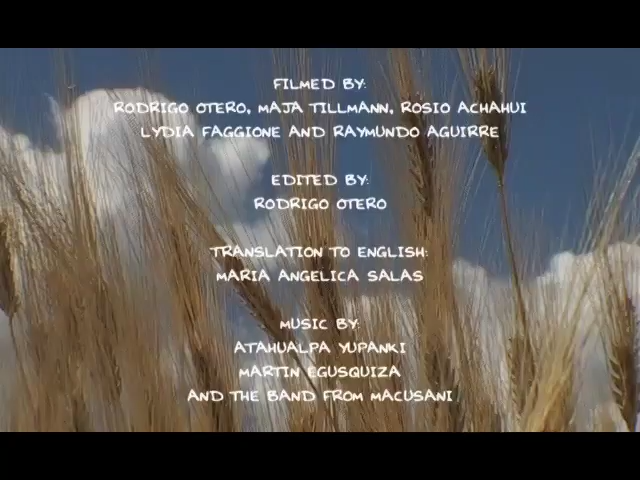 FILMED BY:
RODRIGO OTERO, MAJA TILLMANN, ROSIO ACHAHUI
LYDIA FAGGIONE AND RAYMUNDO AGUIRRE
EDITED BY:
RODRIGO OTERO
TRANSLATION TO ENGLISH:
MARIA ANGELICA SALAS
MUSIC BY:
ATAHUALPA YUPANKI
MARTIN EGUSQUIZA
AND THE BAND FROM MACUSANI